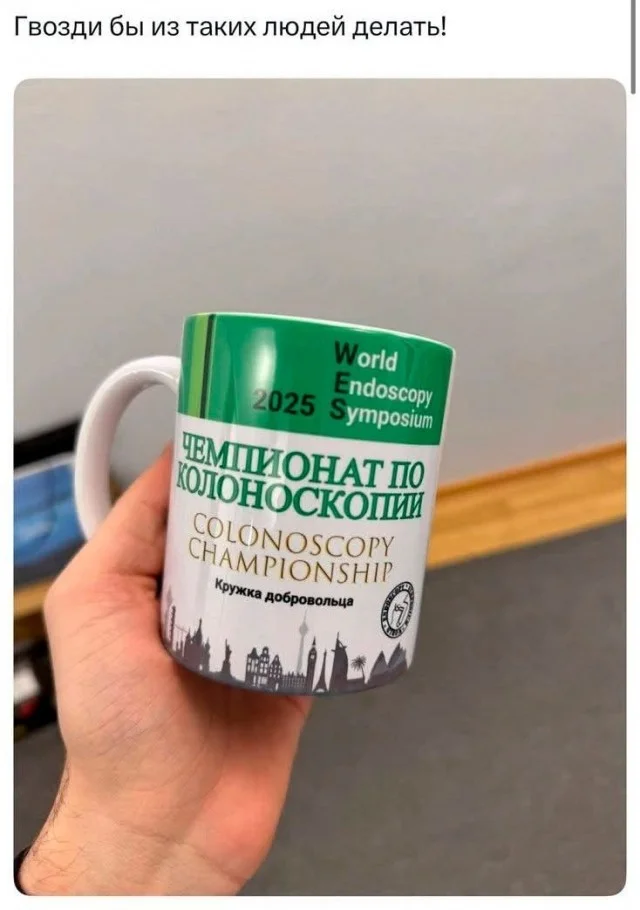 Гвозди бы из таких людей делать!
World
Endoscopy
2025 Symposium
ЧЕМПИОНАТ ПО
КОЛОНОСКОПИИ
COLONOSCOPY
CHAMPIONSHIP
Кружка добровольца